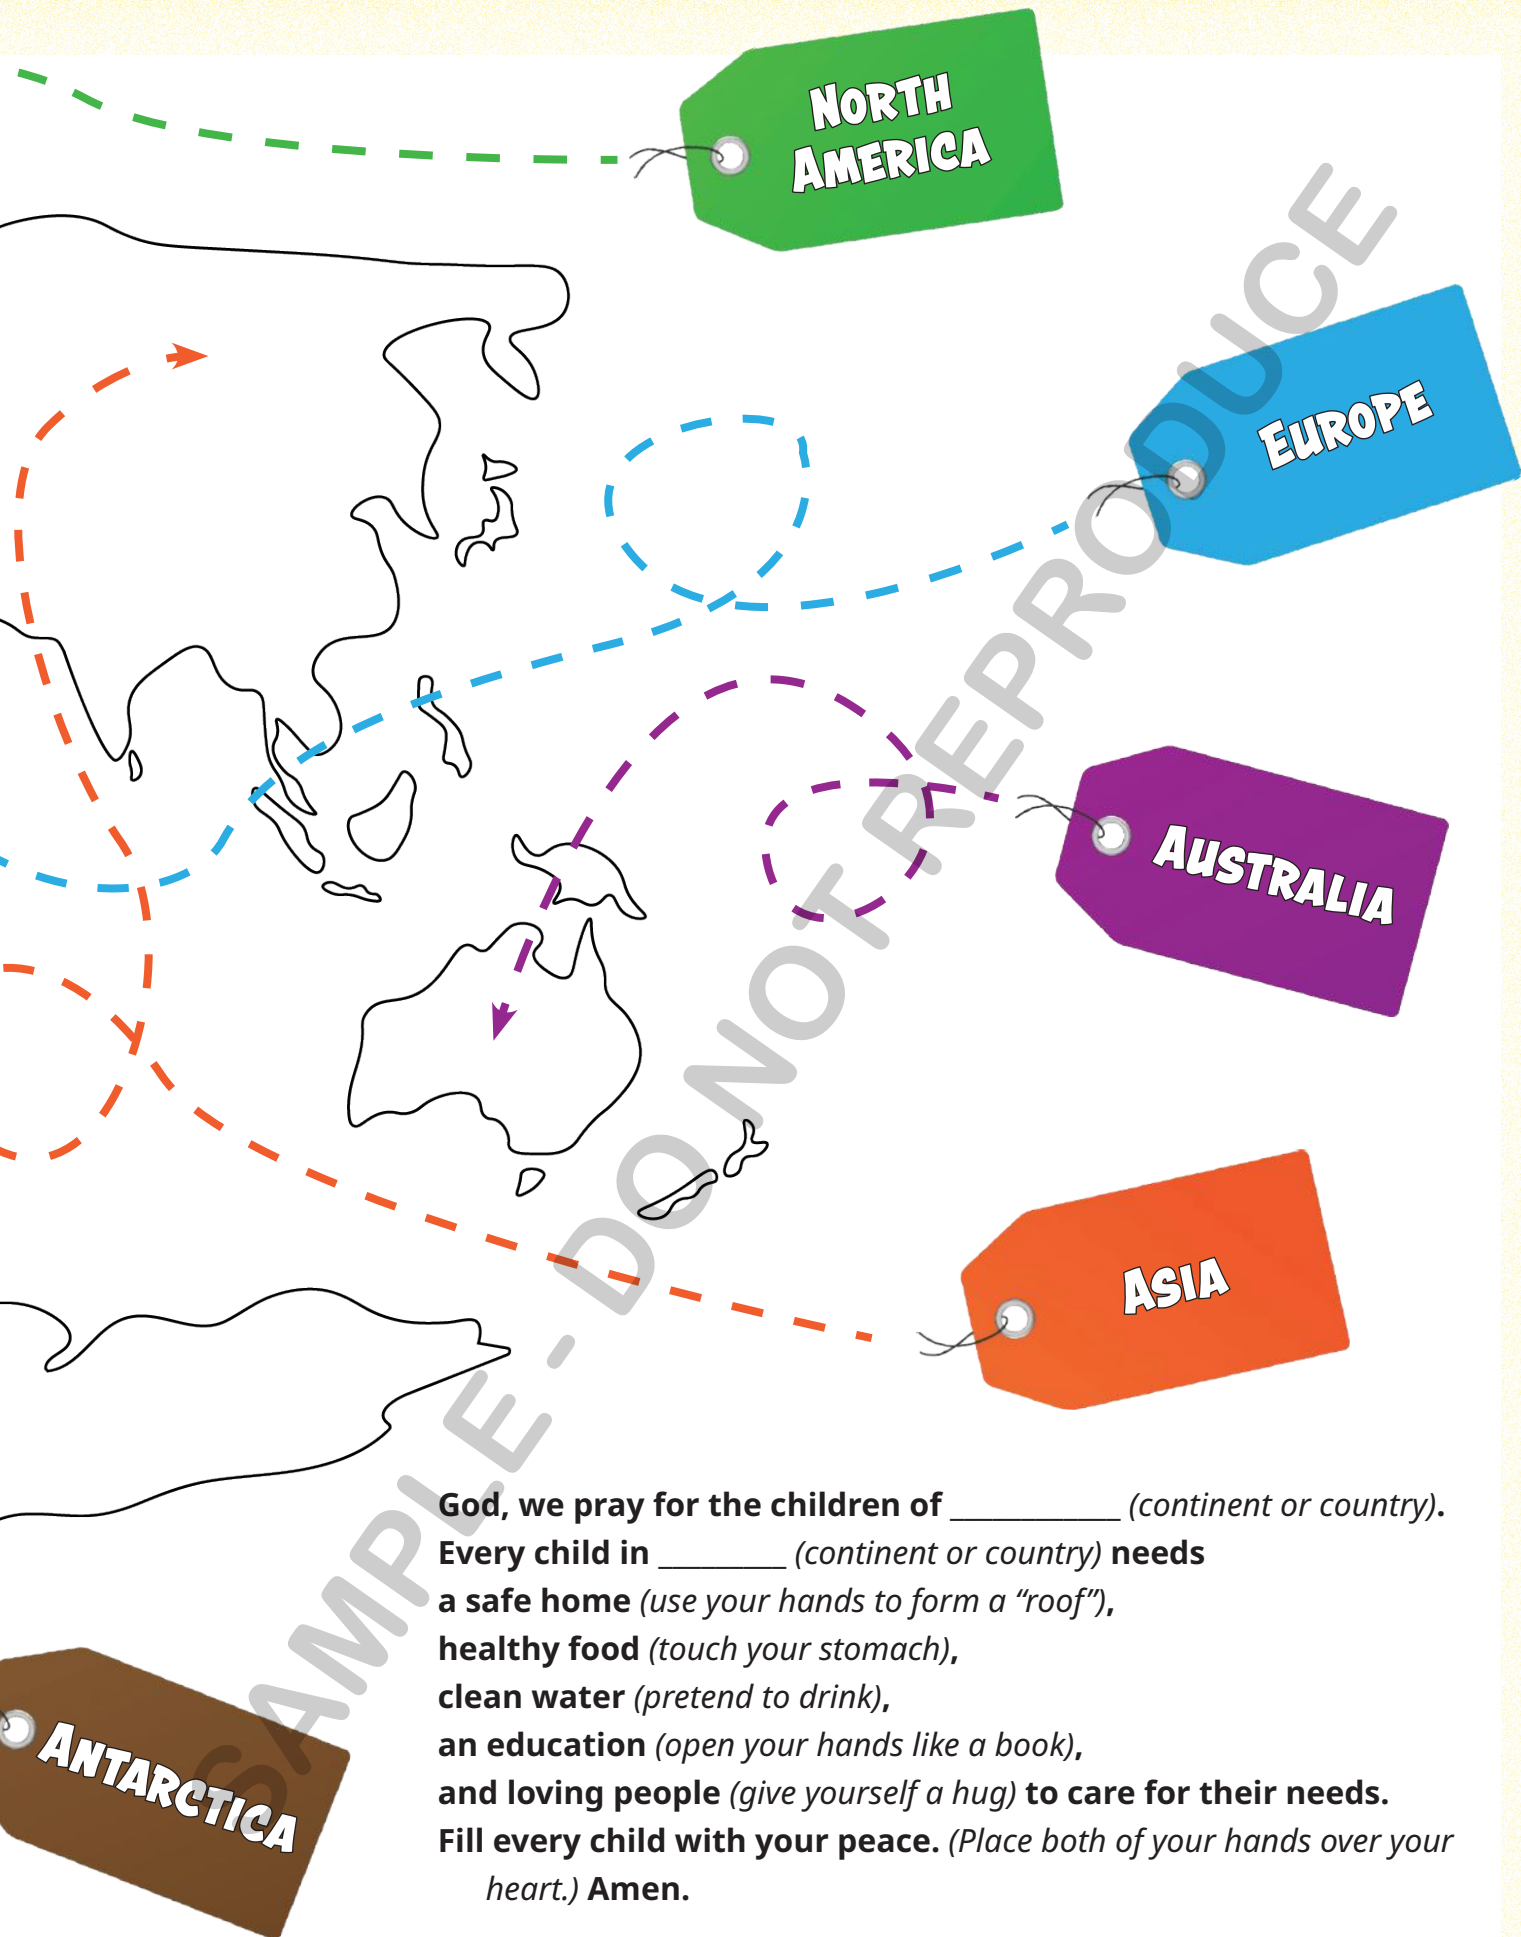 NORTH
AMERICA
EUROPE
AUSTRALIA
ASIA
ANTARCTICA
SAMPLE - DO NOT REPRODUCE
God, we pray for the children of ____________ (continent or country).
Every child in _________ (continent or country) needs
a safe home (use your hands to form a “roof”),
healthy food (touch your stomach),
clean water (pretend to drink),
an education (open your hands like a book),
and loving people (give yourself a hug) to care for their needs.
Fill every child with your peace. (Place both of your hands over your
heart.) Amen.